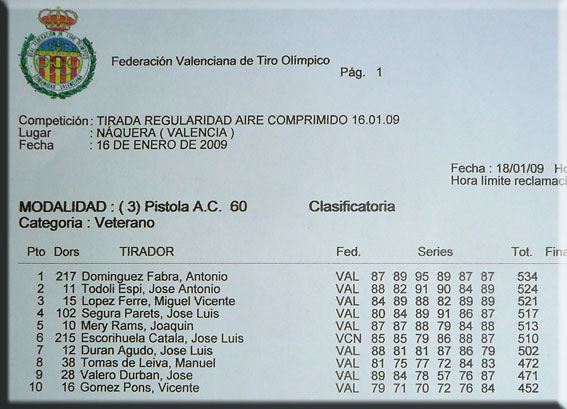 Federación Valenciana de Tiro Olímpico
Pág. 1
Competición : TIRADA REGULARIDAD AIRE COMPRIMIDO 16.01.09
Lugar : NÁQUERA ( VALENCIA )
Fecha : 16 DE ENERO DE 2009
Fecha : 18/01/09 Ho
Hora límite reclamaci
MODALIDAD : ( 3) Pistola A.C. 60 Clasificatoria
Categoria : Veterano
Pto Dors TIRADOR Fed. Series Tot. Fina
1 217 Dominguez Fabra, Antonio VAL 87 89 95 89 87 87 534
2 11 Todoli Espi, Jose Antonio VAL 88 82 91 90 84 89 524
3 15 Lopez Ferre, Miguel Vicente VAL 84 89 88 82 89 89 521
4 102 Segura Parets, Jose Luis VAL 80 84 89 91 86 87 517
5 10 Mery Rams, Joaquin VAL 87 87 88 79 84 88 513
6 215 Escorihuela Catala, Jose Luis VCN 85 85 79 86 88 87 510
7 12 Duran Agudo, Jose Luis VAL 88 81 81 87 86 79 502
8 38 Tomas de Leiva, Manuel VAL 81 75 77 72 84 83 472
9 28 Valero Durban, Jose VAL 89 84 78 57 76 87 471
10 16 Gomez Pons, Vicente VAL 79 71 70 72 76 84 452